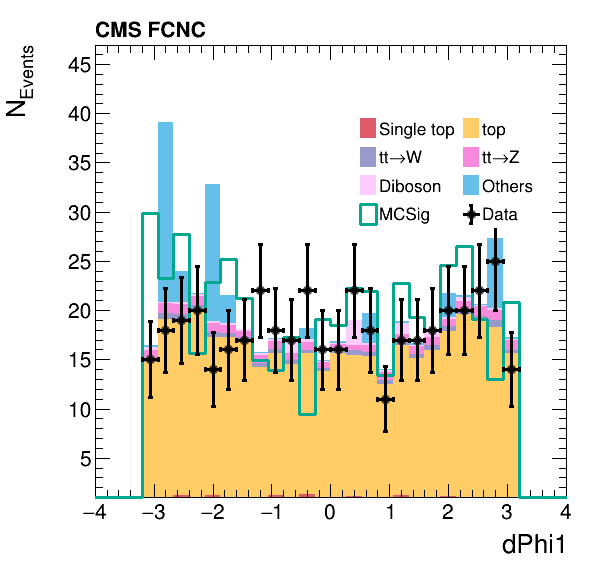 CMS FCNC
N_Events
45
40
35
30
25
20
15
10
5
Single top
top
tt→W
tt→Z
Diboson
Others
MCSig
Data
−4 −3 −2 −1 0 1 2 3 4
dPhi1